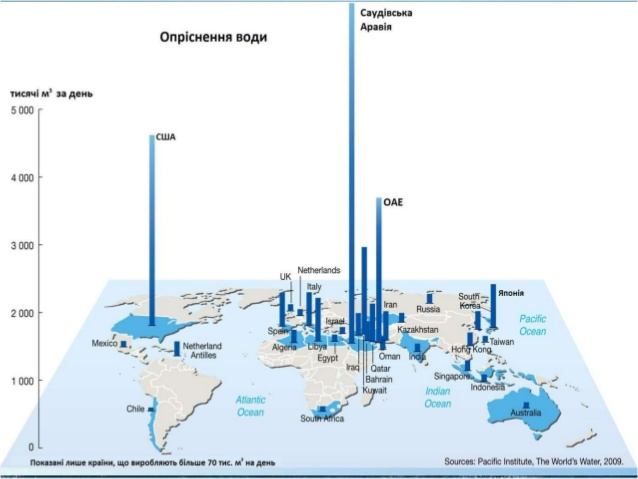 Саудівська
Аравія
Опріснення води
тисячі м³ за день
5 000
США
4 000
ОАЕ
3 000
Netherlands
UK
Italy
Iran
South
Korea
Японія
Russia
2 000
Israel
Spain
Kazakhstan
Pacific
Ocean
Mexico
Netherland
Antilles
Algeria
Libya
Egypt
Oman
India
Hong Kong
Taiwan
Iraq
Qatar
Bahrain
Kuwait
Singapore
Indonesia
1 000
Chile
Atlantic
Ocean
South Africa
Indian
Ocean
Australia
0
Показані лише країни, що виробляють більше 70 тис. м³ на день
Sources: Pacific Institute, The World's Water, 2009.